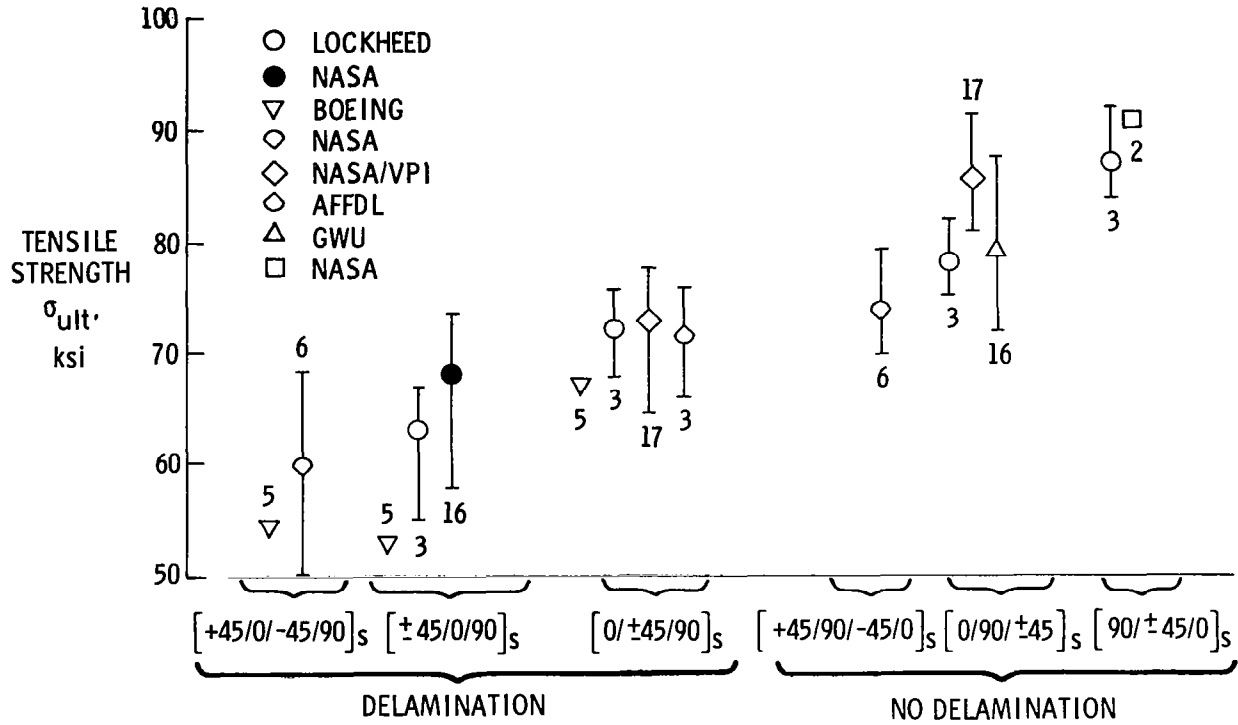 100
90
80
70
60
50
TENSILE
STRENGTH
σult,
ksi
○ LOCKHEED
● NASA
▽ BOEING
NASA
◇ NASA/VPI
AFFDL
△ GWU
□ NASA
5
6
5
3
16
5
3
17
3
6
3
17
16
3
2
[+45/0/-45/90]s
[±45/0/90]s
[0/±45/90]s
[+45/90/-45/0]s
[0/90/±45]s
[90/±45/0]s
DELAMINATION
NO DELAMINATION